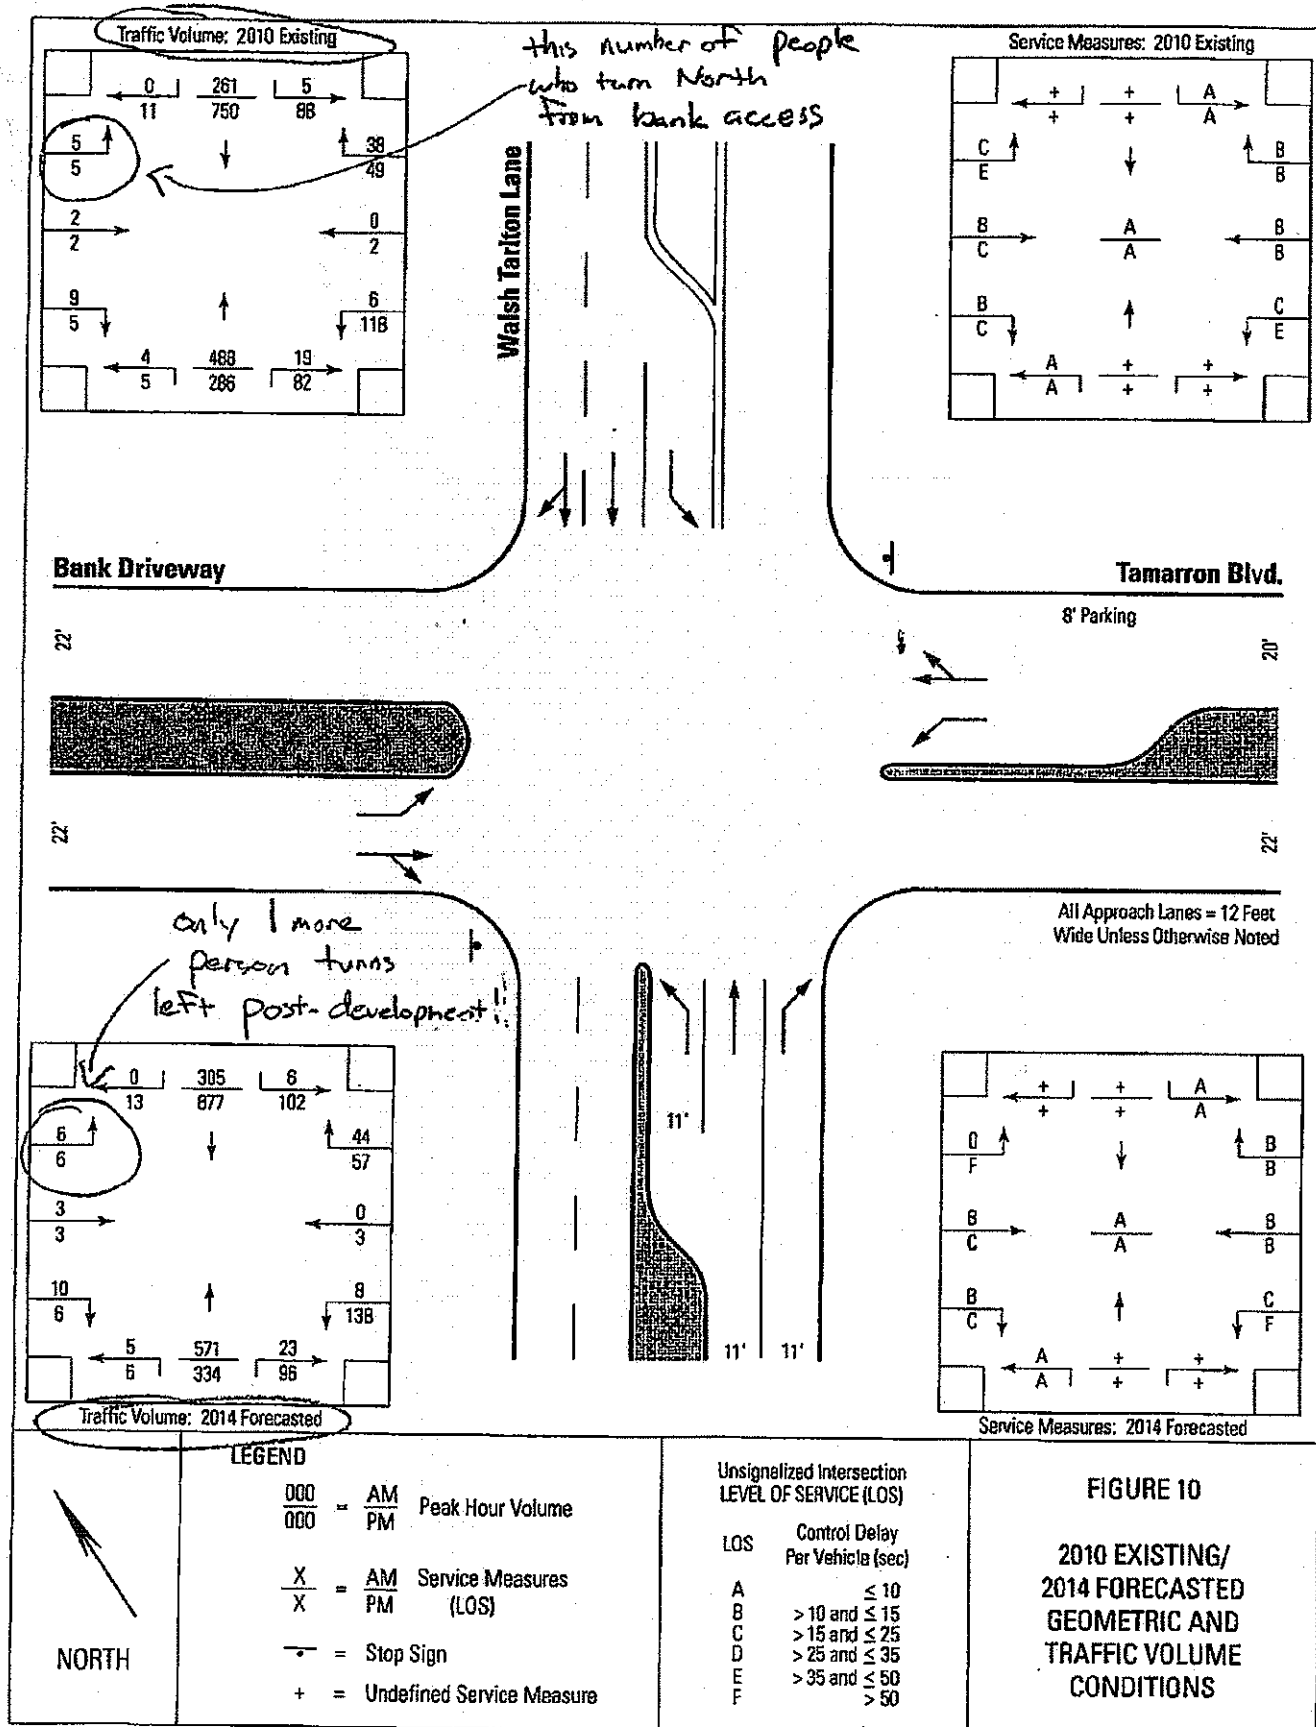 Traffic Volume: 2010 Existing
this number of people
who turn North
from bank access
Service Measures: 2010 Existing
0 261 5
11 750 88
5
5
38
49
2
2
0
2
9
5
6
118
4 488 19
5 286 82
+ + A
+ + A
C
E
B
B
B
C
A
A
B
B
B
C
C
E
A + +
A + +
Walsh Tarlton Lane
Bank Driveway
Tamarron Blvd.
8' Parking
22'
20'
22'
22'
All Approach Lanes = 12 Feet
Wide Unless Otherwise Noted
only 1 more
person turns
left post-development!!
11'
11' 11'
0 305 6
13 877 102
6
6
44
57
3
3
0
3
10
6
8
138
5 571 23
6 334 96
Traffic Volume: 2014 Forecasted
+ + A
+ + A
D
F
B
B
B
C
A
A
B
B
B
C
C
F
A + +
A + +
Service Measures: 2014 Forecasted
NORTH
LEGEND
000 = AM Peak Hour Volume
000 PM
X = AM Service Measures
X PM (LOS)
= Stop Sign
+ = Undefined Service Measure
Unsignalized Intersection
LEVEL OF SERVICE (LOS)
LOS Control Delay
Per Vehicle (sec)
A ≤ 10
B > 10 and ≤ 15
C > 15 and ≤ 25
D > 25 and ≤ 35
E > 35 and ≤ 50
F > 50
FIGURE 10
2010 EXISTING/
2014 FORECASTED
GEOMETRIC AND
TRAFFIC VOLUME
CONDITIONS